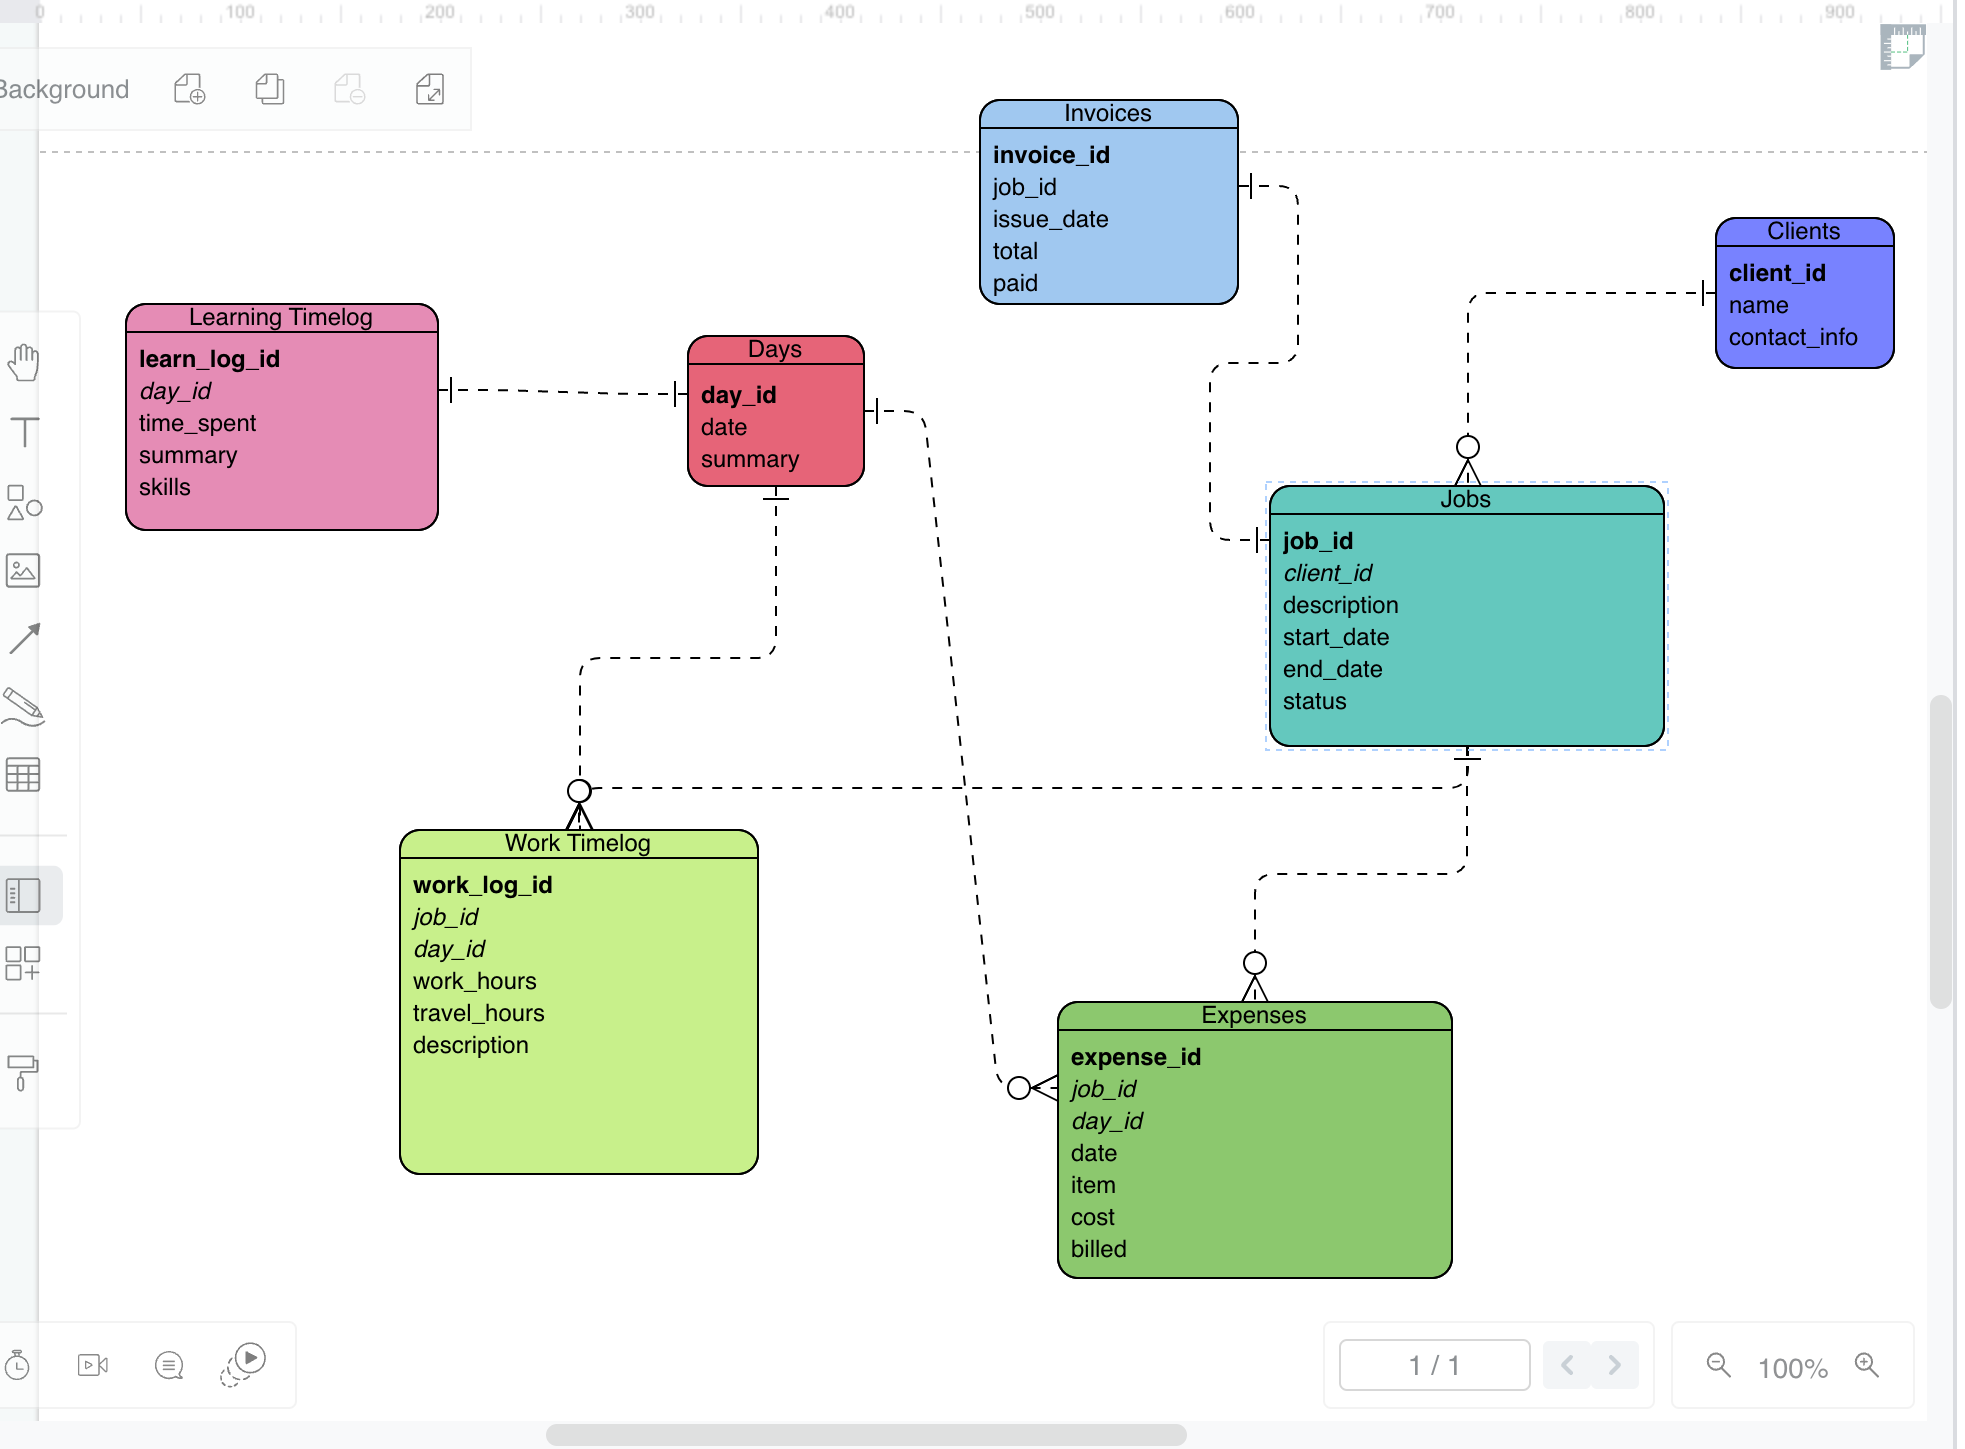 0 100 200 300 400 500 600 700 800 900
Background
Invoices
invoice_id
job_id
issue_date
total
paid
Clients
client_id
name
contact_info
Learning Timelog
learn_log_id
day_id
time_spent
summary
skills
Days
day_id
date
summary
Jobs
job_id
client_id
description
start_date
end_date
status
Work Timelog
work_log_id
job_id
day_id
work_hours
travel_hours
description
Expenses
expense_id
job_id
day_id
date
item
cost
billed
1 / 1
100%